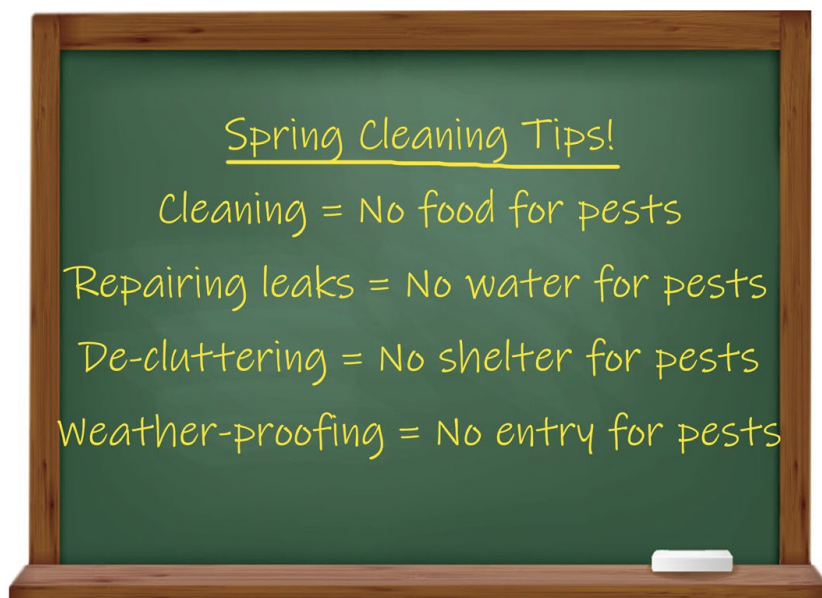 Spring Cleaning Tips!
Cleaning = No food for pests
Repairing leaks = No water for pests
De-cluttering = No shelter for pests
Weather-proofing = No entry for pests